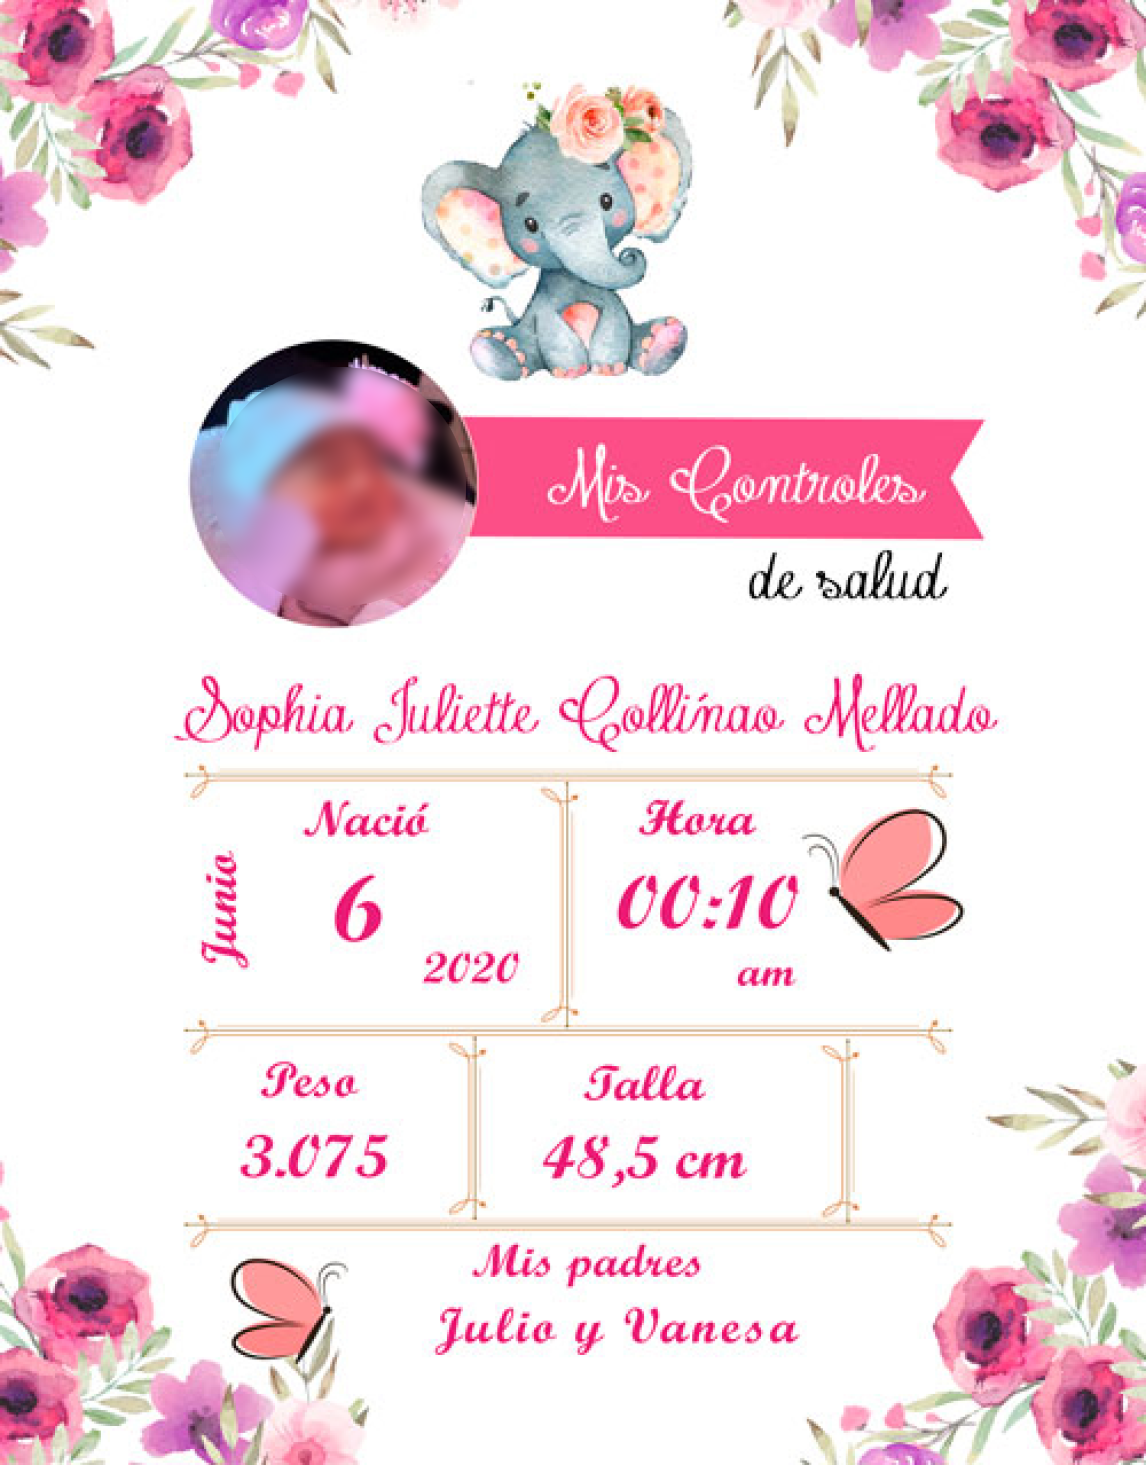 Mis Controles
de salud
Sophia Juliette Collínao Mellado
Nació
Junio
6
2020
Hora
00:10
am
Peso
3.075
Talla
48,5 cm
Mis padres
Julio y Vanesa